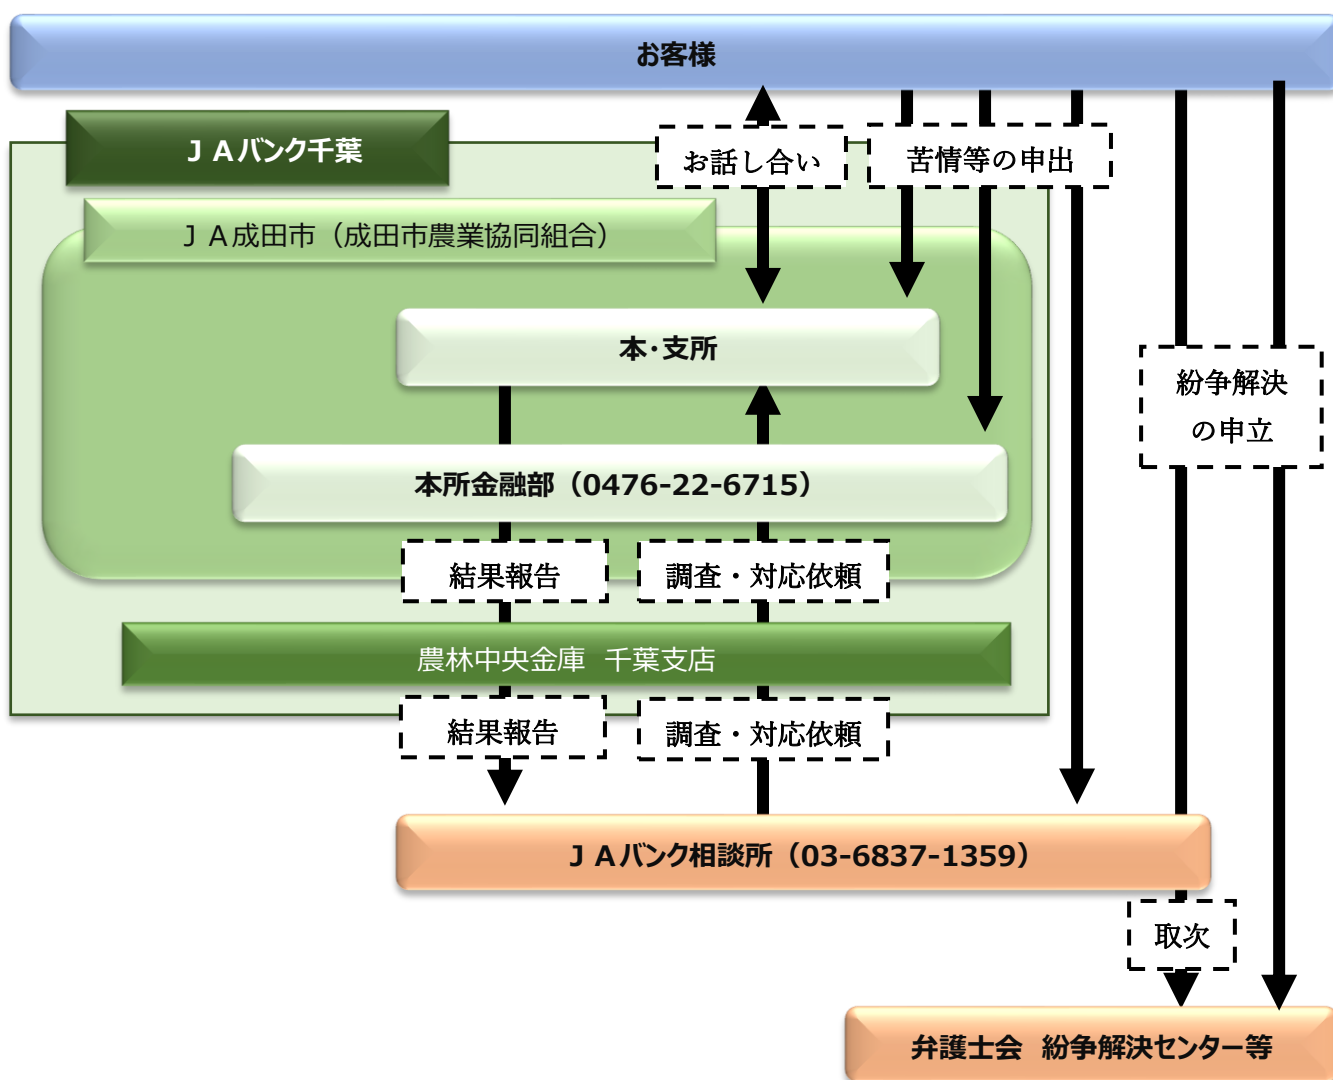 お客様
ＪＡバンク千葉
お話し合い
苦情等の申出
ＪＡ成田市（成田市農業協同組合）
本・支所
紛争解決
の申立
本所金融部（0476-22-6715）
結果報告
調査・対応依頼
農林中央金庫　千葉支店
結果報告
調査・対応依頼
ＪＡバンク相談所（03-6837-1359）
取次
弁護士会　紛争解決センター等